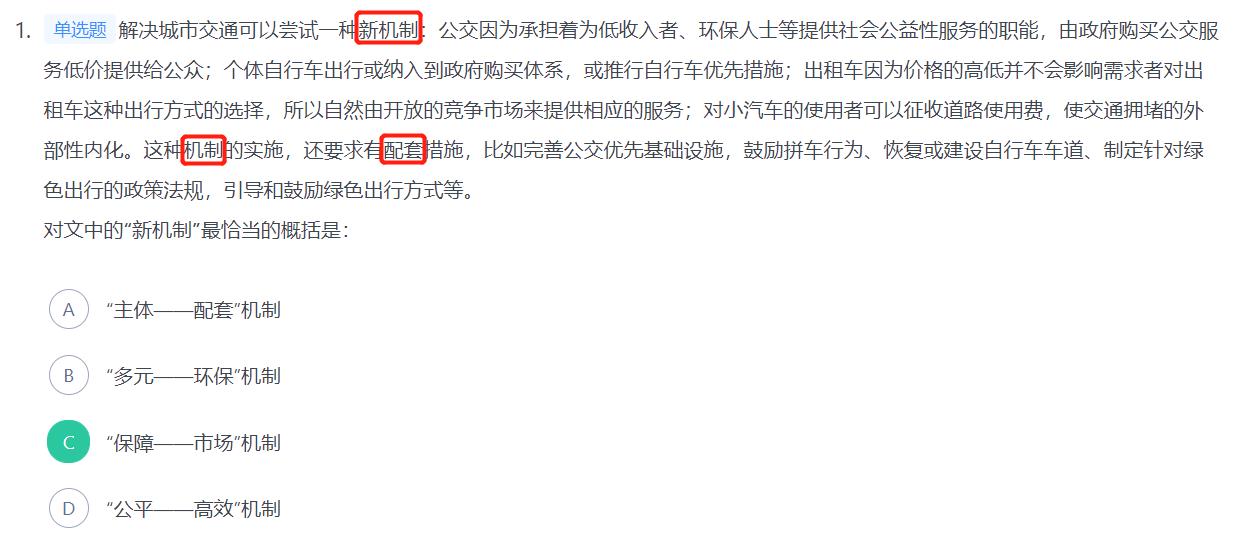 1. 单选题 解决城市交通可以尝试一种新机制：公交因为承担着为低收入者、环保人士等提供社会公益性服务的职能，由政府购买公交服
务低价提供给公众；个体自行车出行或纳入到政府购买体系，或推行自行车优先措施；出租车因为价格的高低并不会影响需求者对出
租车这种出行方式的选择，所以自然由开放的竞争市场来提供相应的服务；对小汽车的使用者可以征收道路使用费，使交通拥堵的外
部性内化。这种机制的实施，还要求有配套措施，比如完善公交优先基础设施，鼓励拼车行为、恢复或建设自行车车道、制定针对绿
色出行的政策法规，引导和鼓励绿色出行方式等。
对文中的“新机制”最恰当的概括是：
A “主体——配套”机制
B “多元——环保”机制
C “保障——市场”机制
D “公平——高效”机制